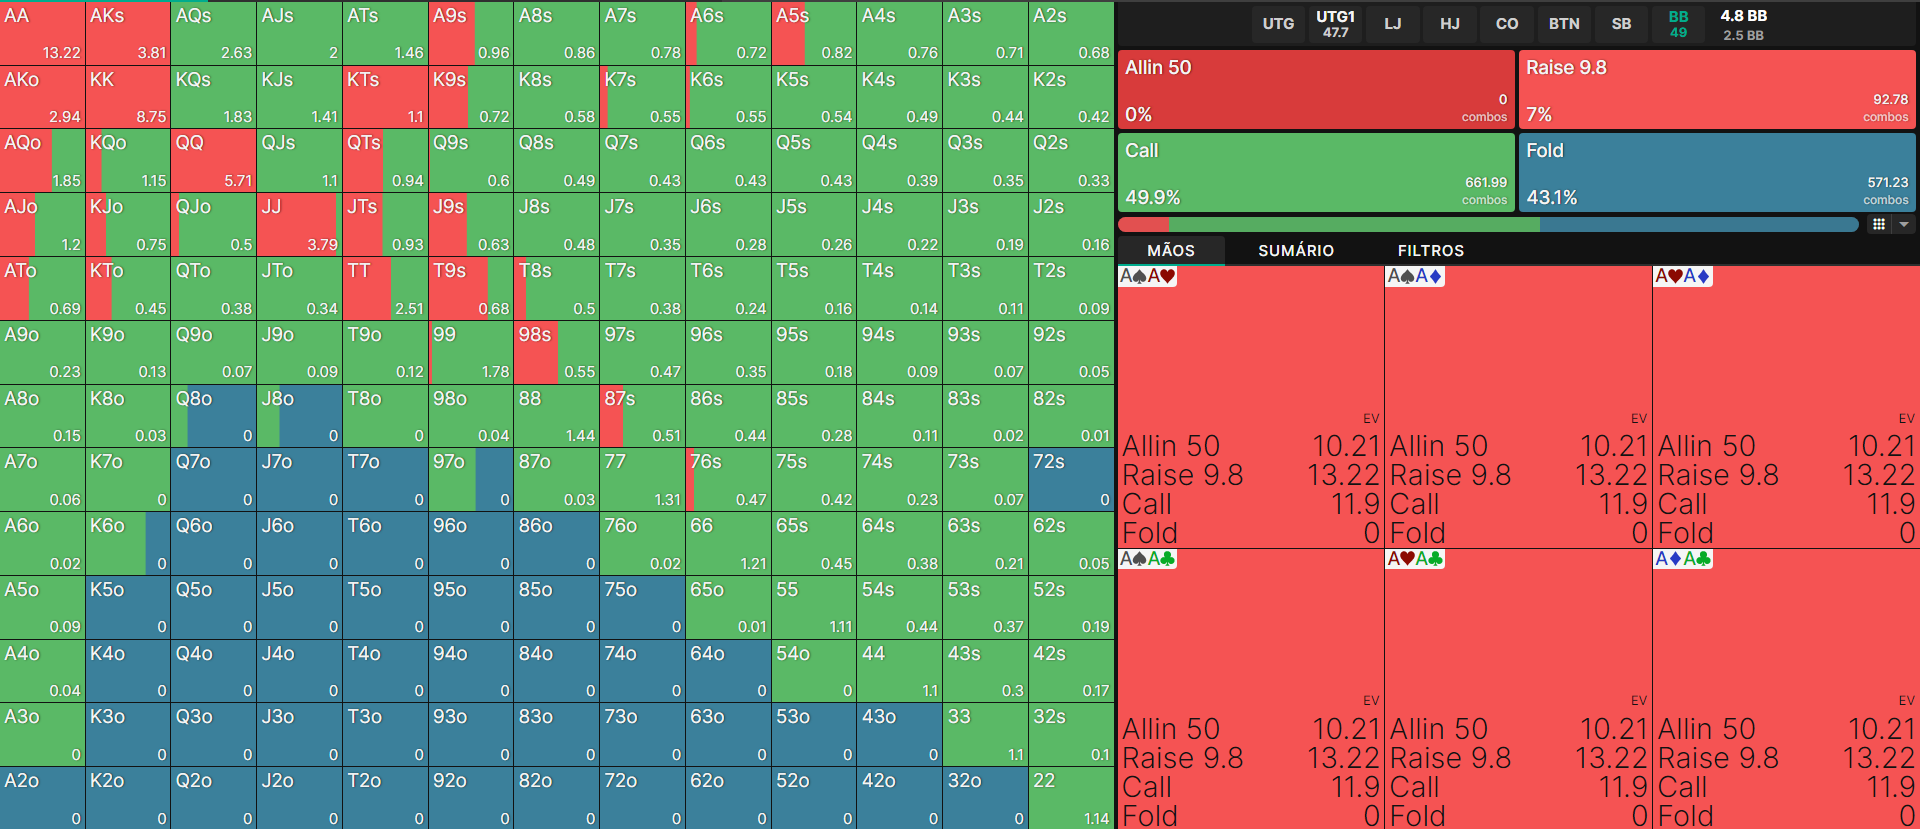 AA AKs AQs AJs ATs A9s A8s A7s A6s A5s A4s A3s A2s
13.22 3.81 2.63 2 1.46 0.96 0.86 0.78 0.72 0.82 0.76 0.71 0.68
AKo KK KQs KJs KTs K9s K8s K7s K6s K5s K4s K3s K2s
2.94 8.75 1.83 1.41 1.1 0.72 0.58 0.55 0.55 0.54 0.49 0.44 0.42
AQo KQo QQ QJs QTs Q9s Q8s Q7s Q6s Q5s Q4s Q3s Q2s
1.85 1.15 5.71 1.1 0.94 0.6 0.49 0.43 0.43 0.43 0.39 0.35 0.33
AJo KJo QJo JJ JTs J9s J8s J7s J6s J5s J4s J3s J2s
1.2 0.75 0.5 3.79 0.93 0.63 0.48 0.35 0.28 0.26 0.22 0.19 0.16
ATo KTo QTo JTo TT T9s T8s T7s T6s T5s T4s T3s T2s
0.69 0.45 0.38 0.34 2.51 0.68 0.5 0.38 0.24 0.16 0.14 0.11 0.09
A9o K9o Q9o J9o T9o 99 98s 97s 96s 95s 94s 93s 92s
0.23 0.13 0.07 0.09 0.12 1.78 0.55 0.47 0.35 0.18 0.09 0.07 0.05
A8o K8o Q8o J8o T8o 98o 88 87s 86s 85s 84s 83s 82s
0.15 0.03 0 0 0 0.04 1.44 0.51 0.44 0.28 0.11 0.02 0.01
A7o K7o Q7o J7o T7o 97o 87o 77 76s 75s 74s 73s 72s
0.06 0 0 0 0 0 0.03 1.31 0.47 0.42 0.23 0.07 0
A6o K6o Q6o J6o T6o 96o 86o 76o 66 65s 64s 63s 62s
0.02 0 0 0 0 0 0 0.02 1.21 0.45 0.38 0.21 0.05
A5o K5o Q5o J5o T5o 95o 85o 75o 65o 55 54s 53s 52s
0.09 0 0 0 0 0 0 0 0.01 1.11 0.44 0.37 0.19
A4o K4o Q4o J4o T4o 94o 84o 74o 64o 54o 44 43s 42s
0.04 0 0 0 0 0 0 0 0 0 1.1 0.3 0.17
A3o K3o Q3o J3o T3o 93o 83o 73o 63o 53o 43o 33 32s
0 0 0 0 0 0 0 0 0 0 0 1.1 0.1
A2o K2o Q2o J2o T2o 92o 82o 72o 62o 52o 42o 32o 22
0 0 0 0 0 0 0 0 0 0 0 0 1.14
UTG UTG1 LJ HJ CO BTN SB BB 4.8 BB
47.7 49 2.5 BB
Allin 50 Raise 9.8
0 92.78
0% combos 7% combos
Call Fold
661.99 571.23
49.9% combos 43.1% combos
MÃOS SUMÁRIO FILTROS
A♠A♥ A♠A♦ A♥A♦
EV EV EV
Allin 50 10.21 Allin 50 10.21 Allin 50 10.21
Raise 9.8 13.22 Raise 9.8 13.22 Raise 9.8 13.22
Call 11.9 Call 11.9 Call 11.9
Fold 0 Fold 0 Fold 0
A♠A♣ A♥A♣ A♦A♣
EV EV EV
Allin 50 10.21 Allin 50 10.21 Allin 50 10.21
Raise 9.8 13.22 Raise 9.8 13.22 Raise 9.8 13.22
Call 11.9 Call 11.9 Call 11.9
Fold 0 Fold 0 Fold 0